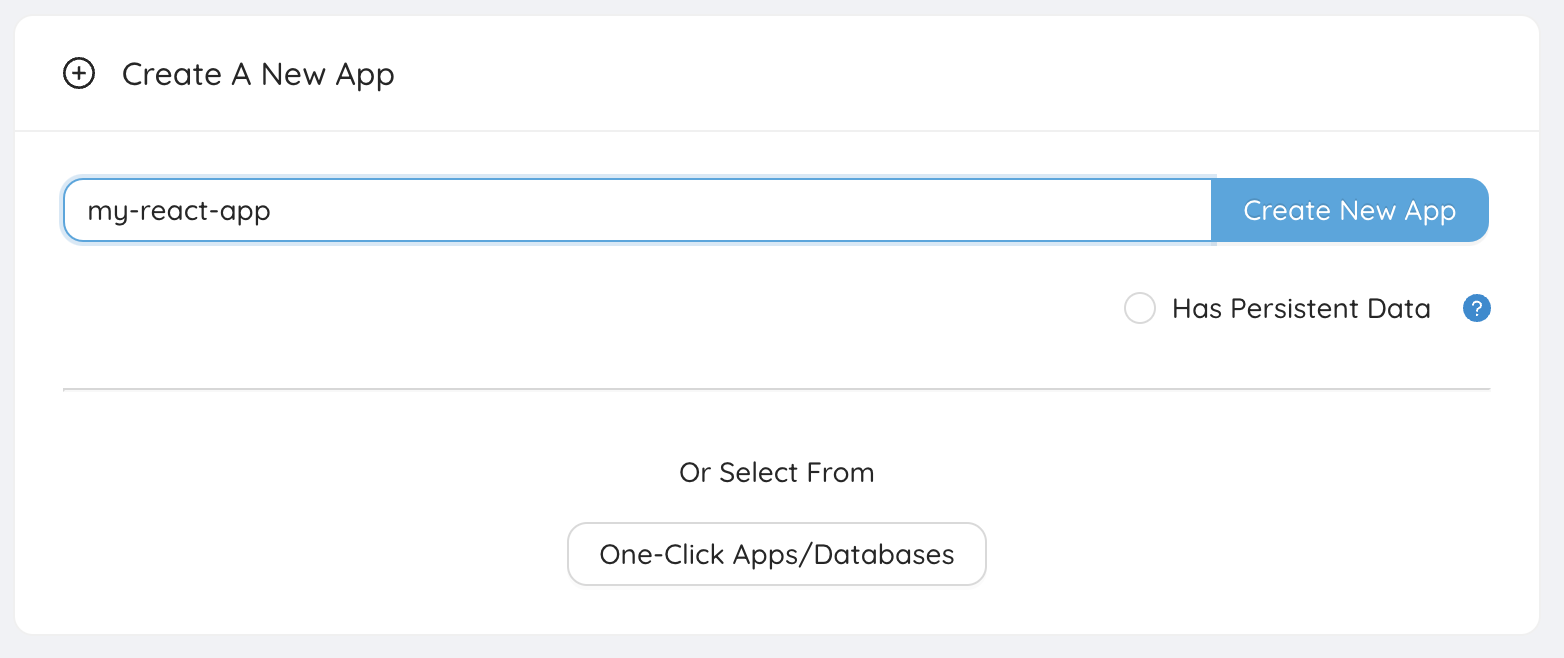 Create A New App
my-react-app
Create New App
Has Persistent Data
?
Or Select From
One-Click Apps/Databases